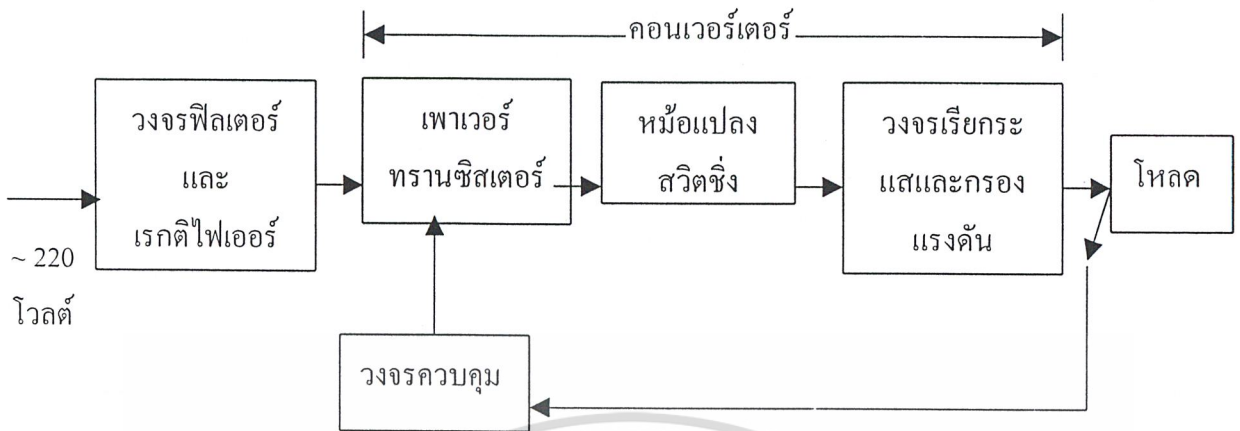 คอนเวอร์เตอร์
วงจรฟิลเตอร์
และ
เรกติไฟเออร์
เพาเวอร์
ทรานซิสเตอร์
หม้อแปลง
สวิตชิ่ง
วงจรเรียกระ
แสและกรอง
แรงดัน
โหลด
~ 220
โวลต์
วงจรควบคุม